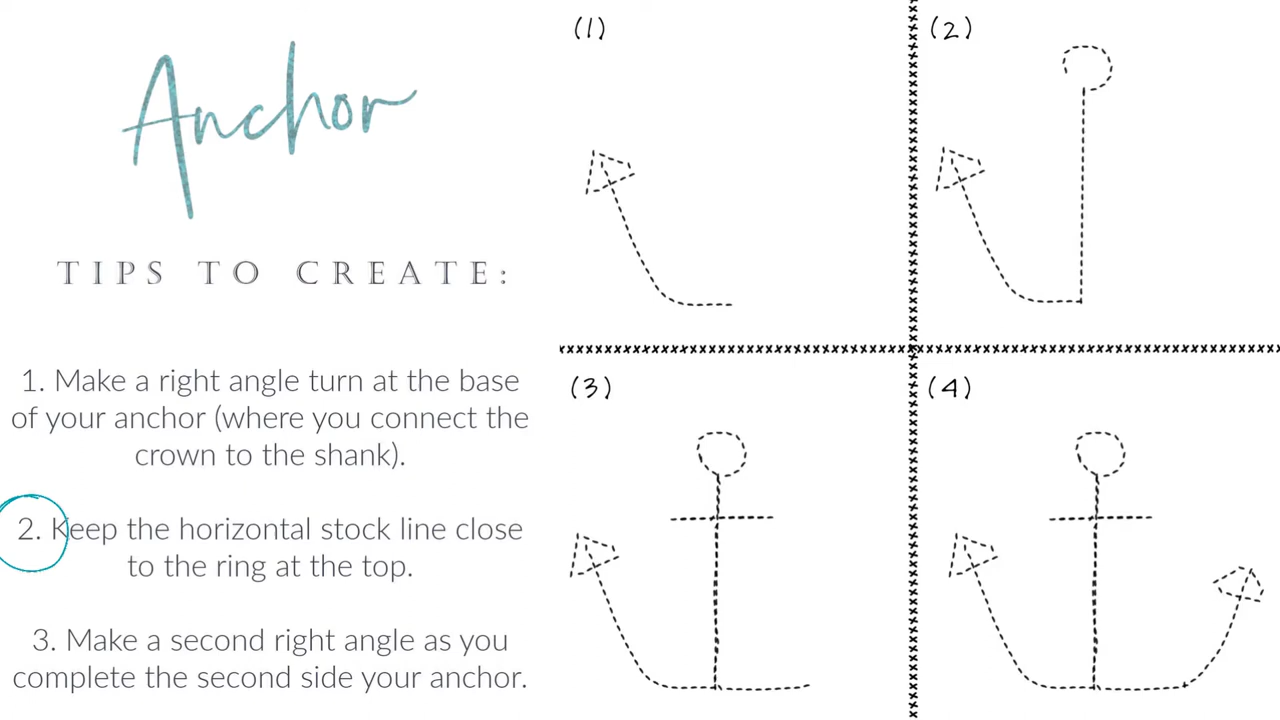 Anchor
TIPS TO CREATE:
1. Make a right angle turn at the base
of your anchor (where you connect the
crown to the shank).
2. Keep the horizontal stock line close
to the ring at the top.
3. Make a second right angle as you
complete the second side your anchor.
(1)
(2)
(3)
(4)